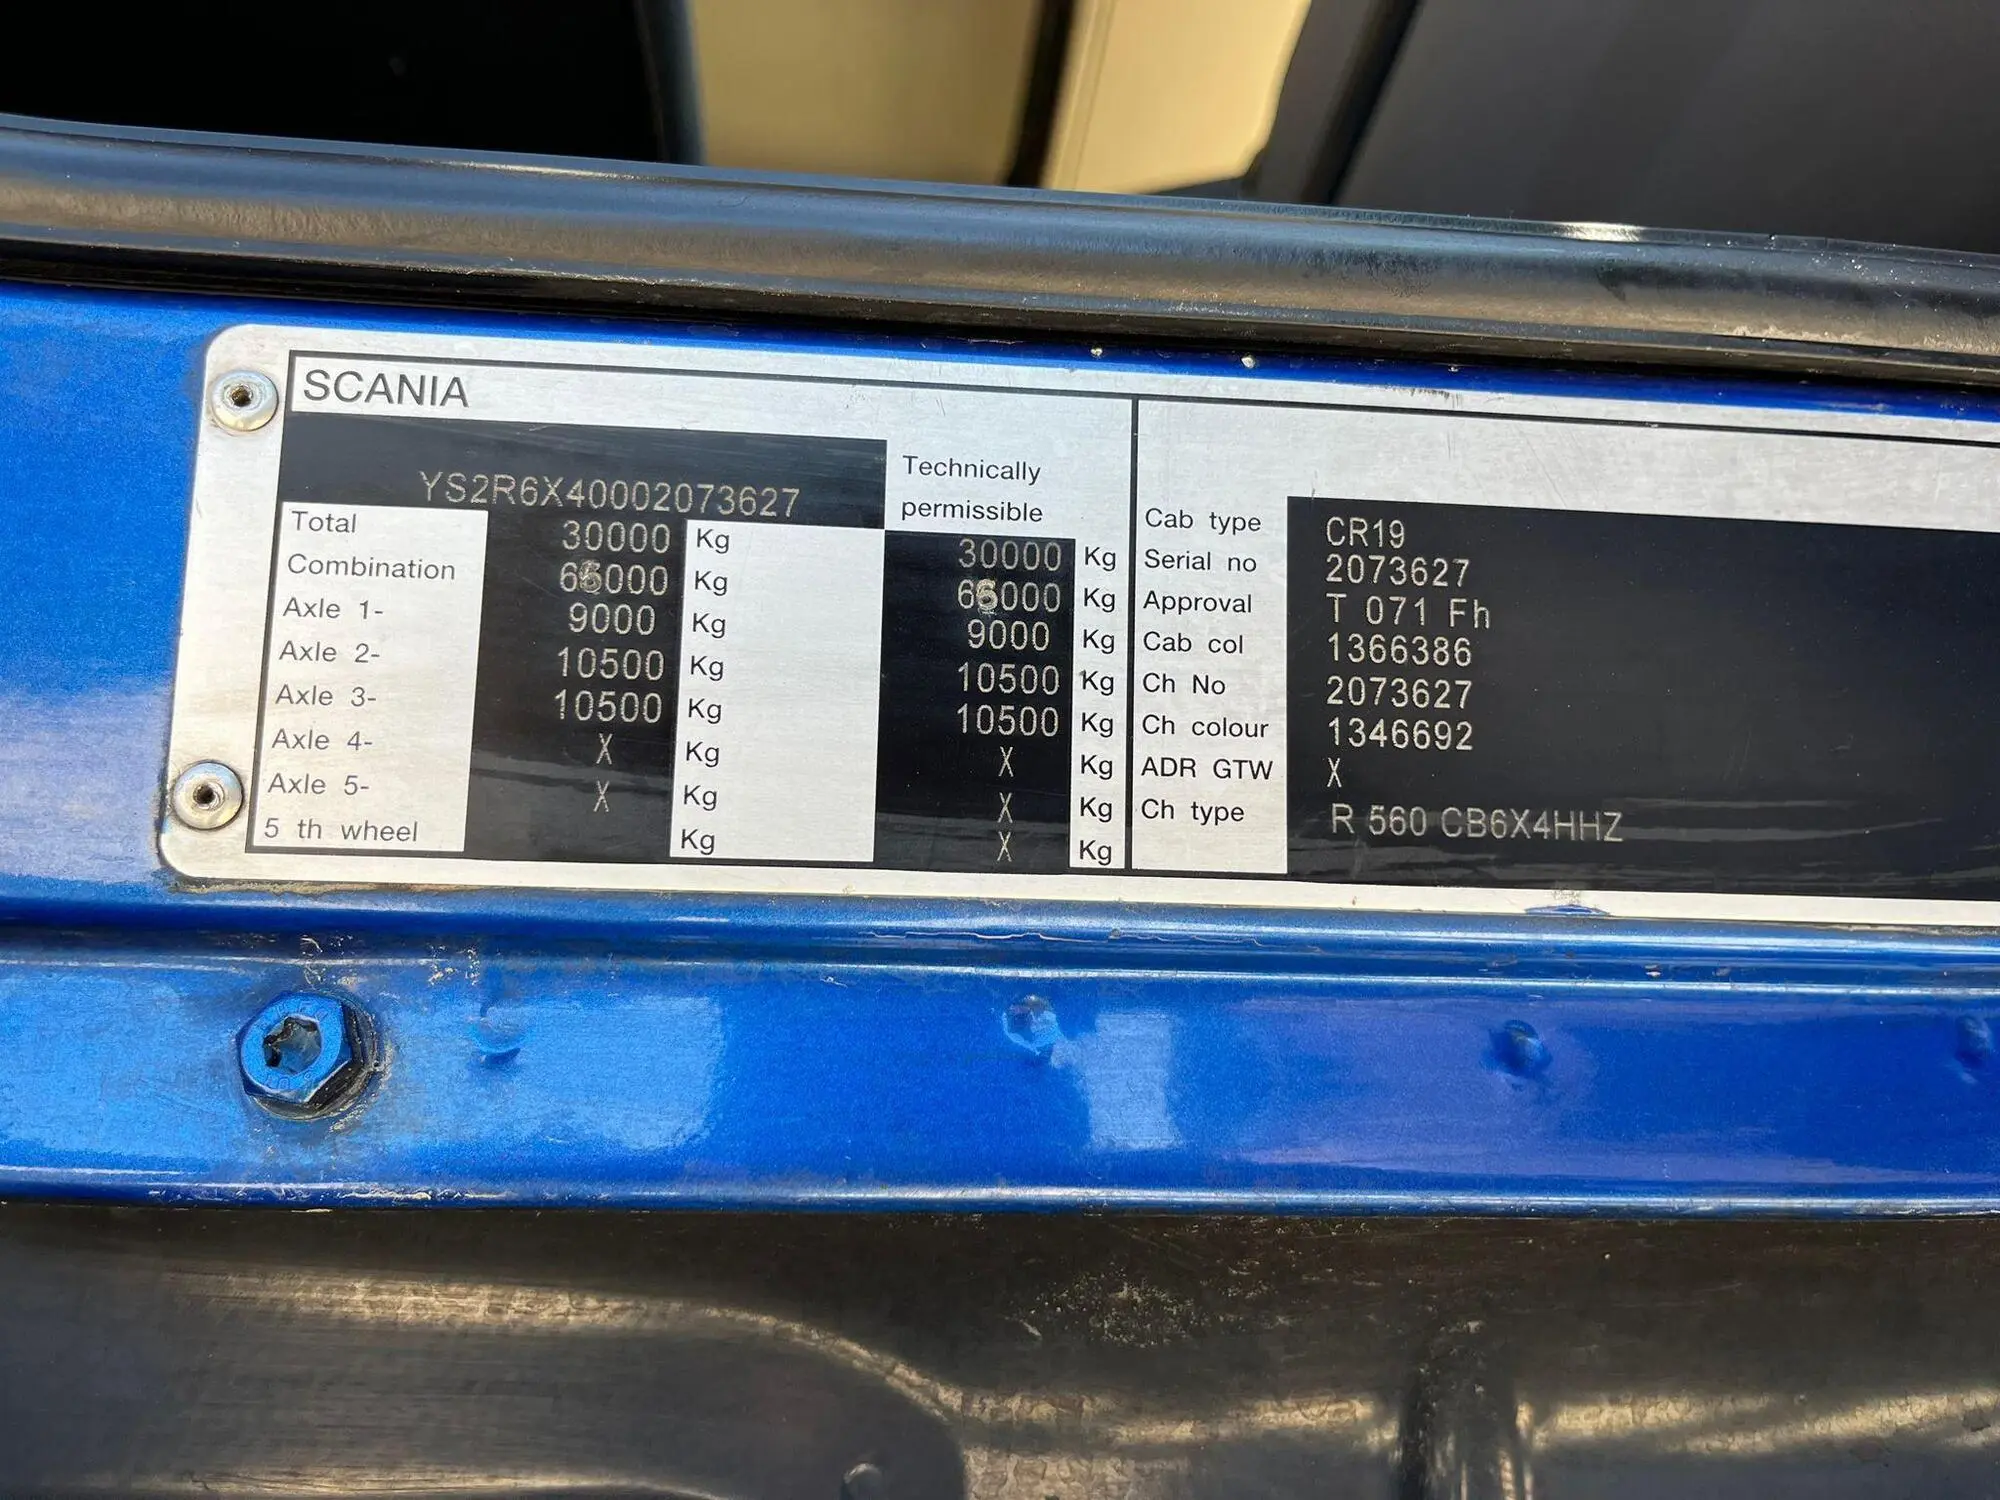 SCANIA
YS2R6X40002073627
Technically
permissible
Total 30000 Kg 30000 Kg
Combination Kg Kg
Axle 1- 9000 Kg 9000 Kg
Axle 2- 10500 Kg 10500 Kg
Axle 3- 10500 Kg 10500 Kg
Axle 4- X Kg X Kg
Axle 5- X Kg X Kg
5 th wheel Kg X Kg
Cab type CR19
Serial no 2073627
Approval T 071 Fh
Cab col 1366386
Ch No 2073627
Ch colour 1346692
ADR GTW X
Ch type R 560 CB6X4HHZ